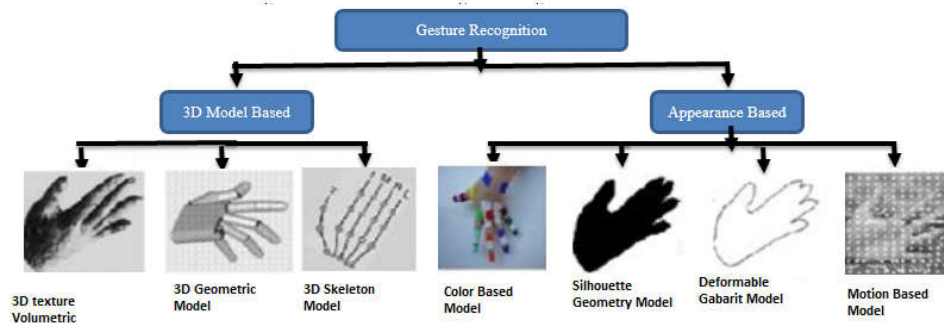 Gesture Recognition
3D Model Based
Appearance Based
3D texture
Volumetric
3D Geometric
Model
3D Skeleton
Model
Color Based Model
Silhouette
Geometry Model
Deformable
Gabarit Model
Motion Based
Model